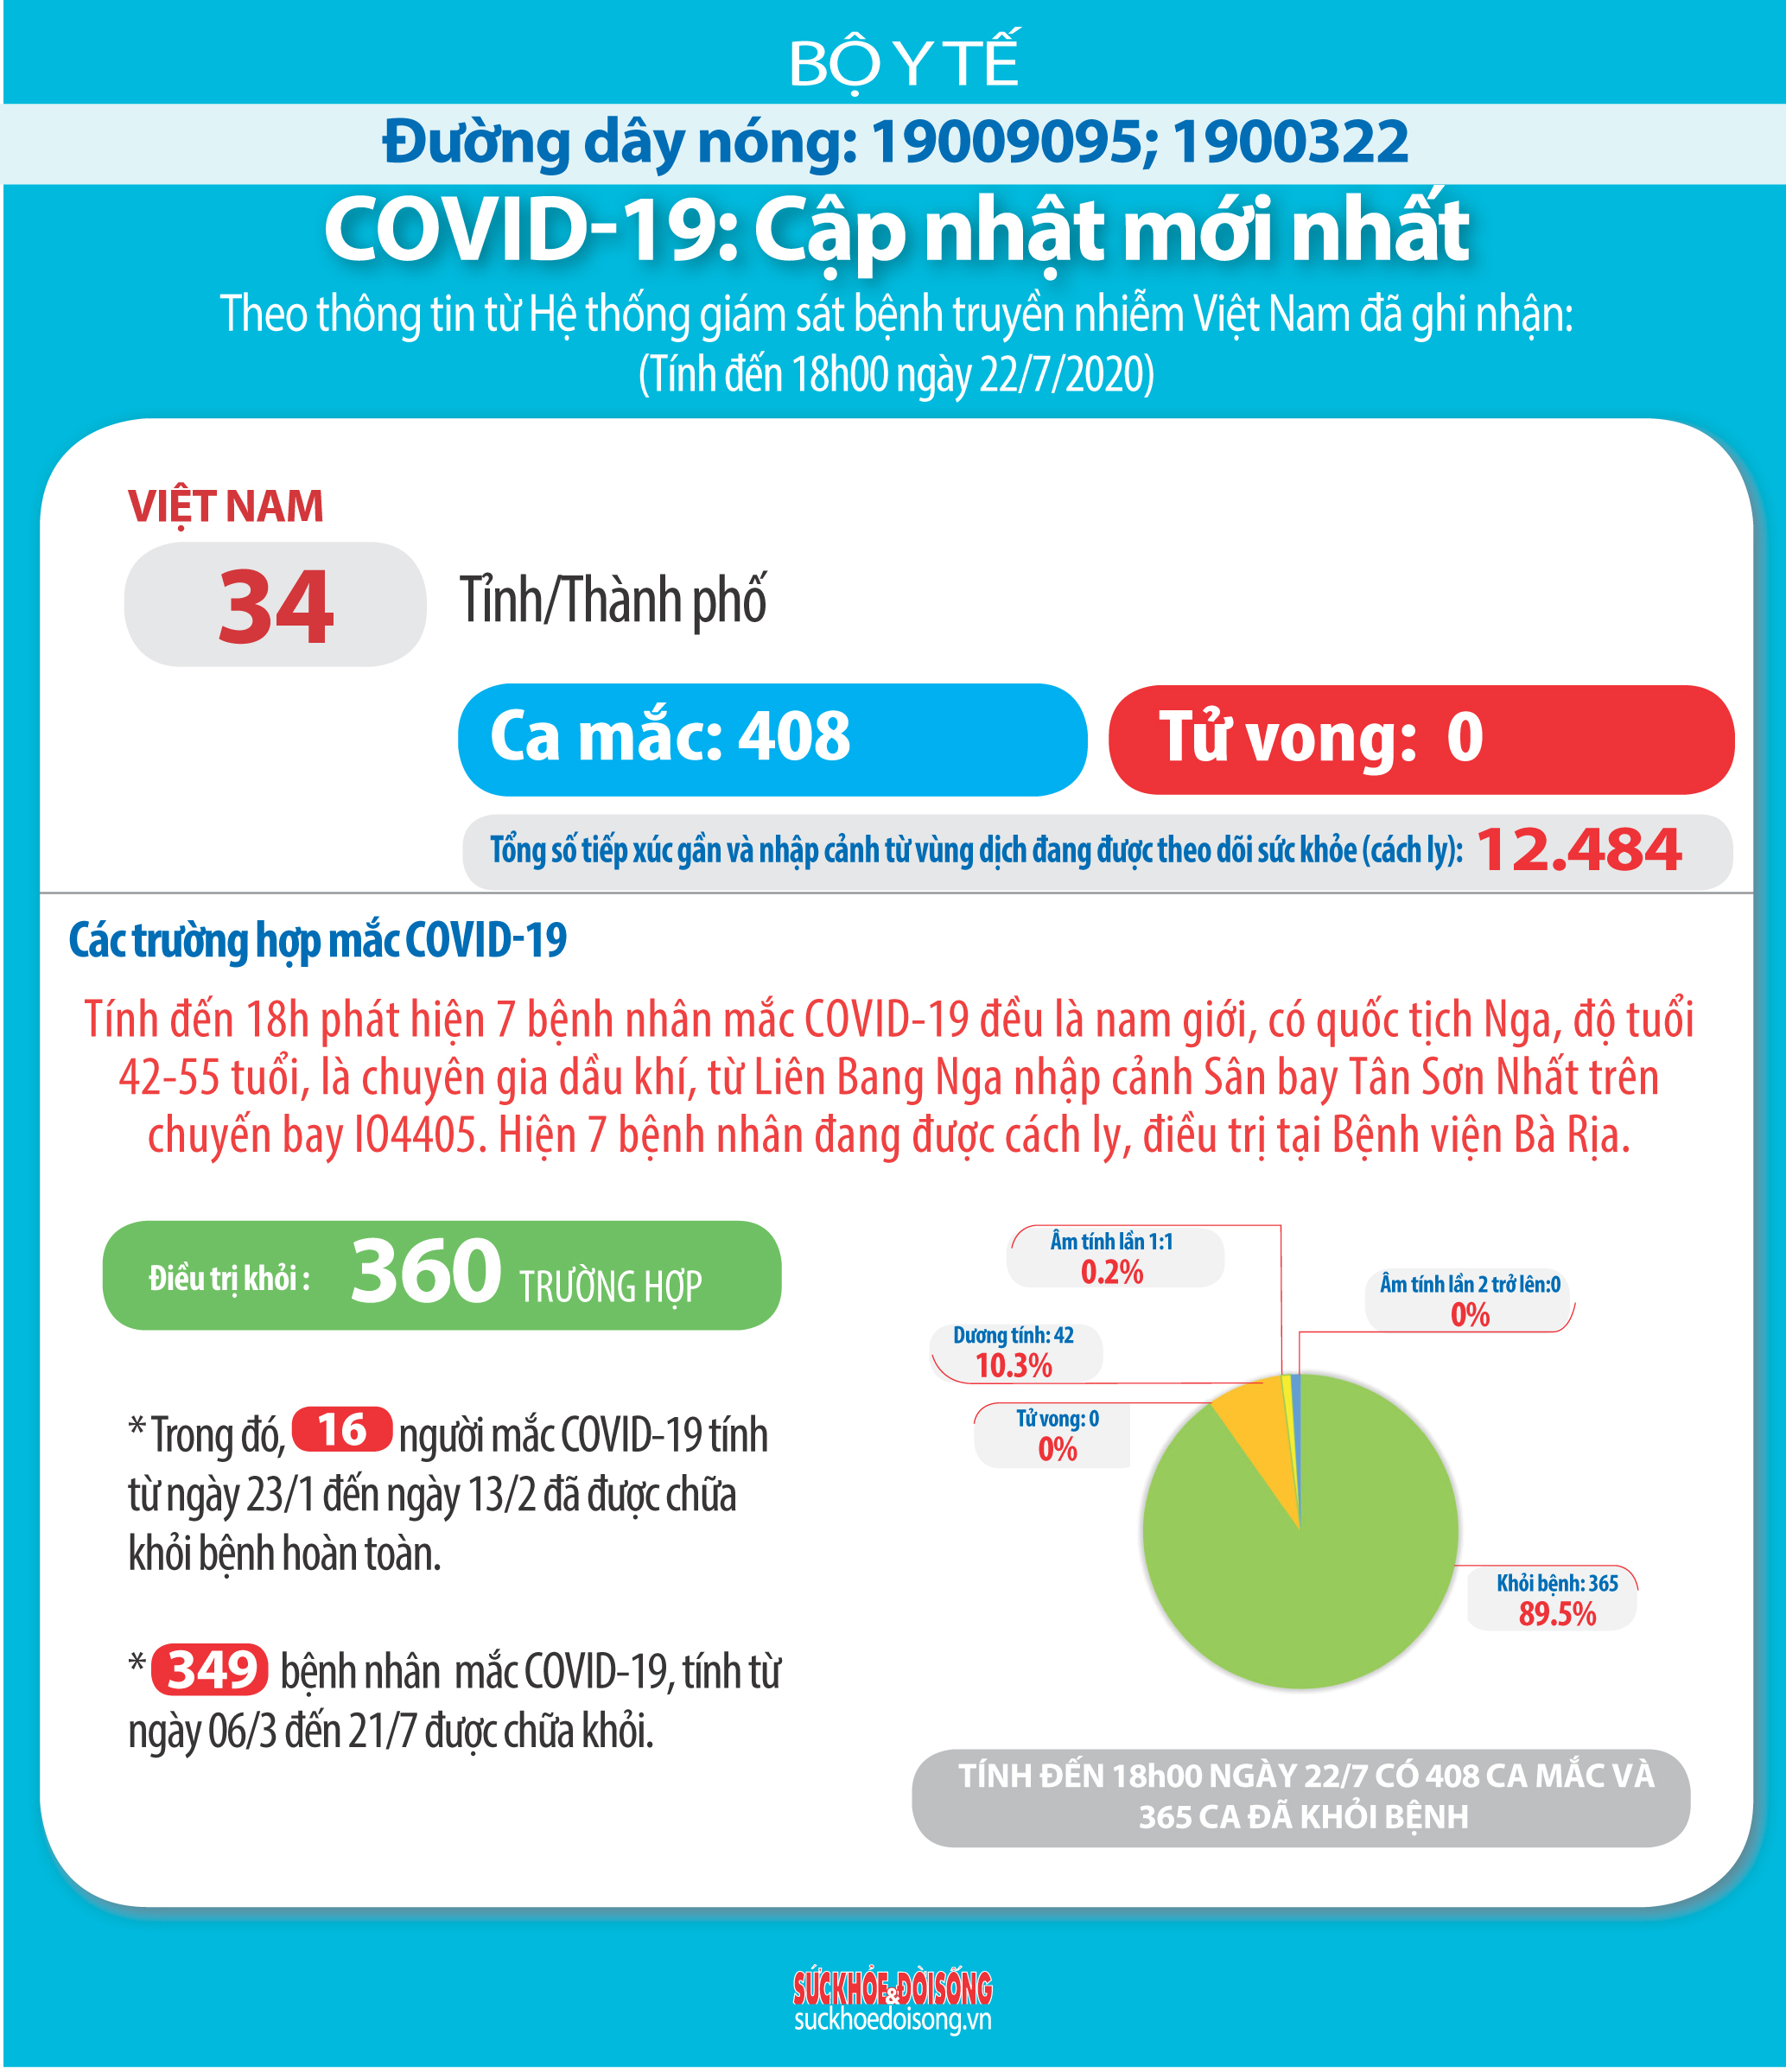 BỘ Y TẾ
Đường dây nóng: 19009095; 1900322
COVID-19: Cập nhật mới nhất
Theo thông tin từ Hệ thống giám sát bệnh truyền nhiễm Việt Nam đã ghi nhận:
(Tính đến 18h00 ngày 22/7/2020)
VIỆT NAM
34 Tỉnh/Thành phố
Ca mắc: 408
Tử vong: 0
Tổng số tiếp xúc gần và nhập cảnh từ vùng dịch đang được theo dõi sức khỏe (cách ly): 12.484
Các trường hợp mắc COVID-19
Tính đến 18h phát hiện 7 bệnh nhân mắc COVID-19 đều là nam giới, có quốc tịch Nga, độ tuổi
42-55 tuổi, là chuyên gia dầu khí, từ Liên Bang Nga nhập cảnh Sân bay Tân Sơn Nhất trên
chuyến bay IO4405. Hiện 7 bệnh nhân đang được cách ly, điều trị tại Bệnh viện Bà Rịa.
Điều trị khỏi : 360 TRƯỜNG HỢP
* Trong đó, 16 người mắc COVID-19 tính
từ ngày 23/1 đến ngày 13/2 đã được chữa
khỏi bệnh hoàn toàn.
* 349 bệnh nhân mắc COVID-19, tính từ
ngày 06/3 đến 21/7 được chữa khỏi.
Âm tính lần 1:1
0.2%
Âm tính lần 2 trở lên:0
0%
Dương tính: 42
10.3%
Tử vong: 0
0%
Khỏi bệnh: 365
89.5%
TÍNH ĐẾN 18h00 NGÀY 22/7 CÓ 408 CA MẮC VÀ
365 CA ĐÃ KHỎI BỆNH
SỨCKHỎE&ĐỜISỐNG
suckhoedoisong.vn